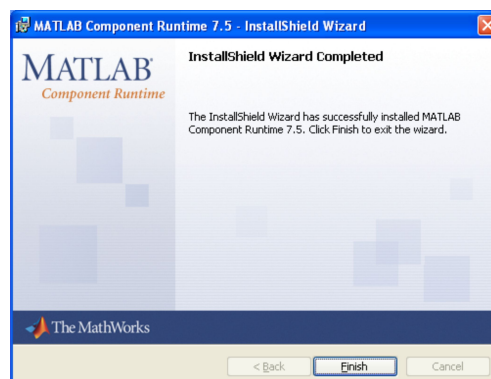 MATLAB Component Runtime 7.5 - InstallShield Wizard
MATLAB®
Component Runtime
InstallShield Wizard Completed
The InstallShield Wizard has successfully installed MATLAB
Component Runtime 7.5. Click Finish to exit the wizard.
The MathWorks
< Back
Finish
Cancel